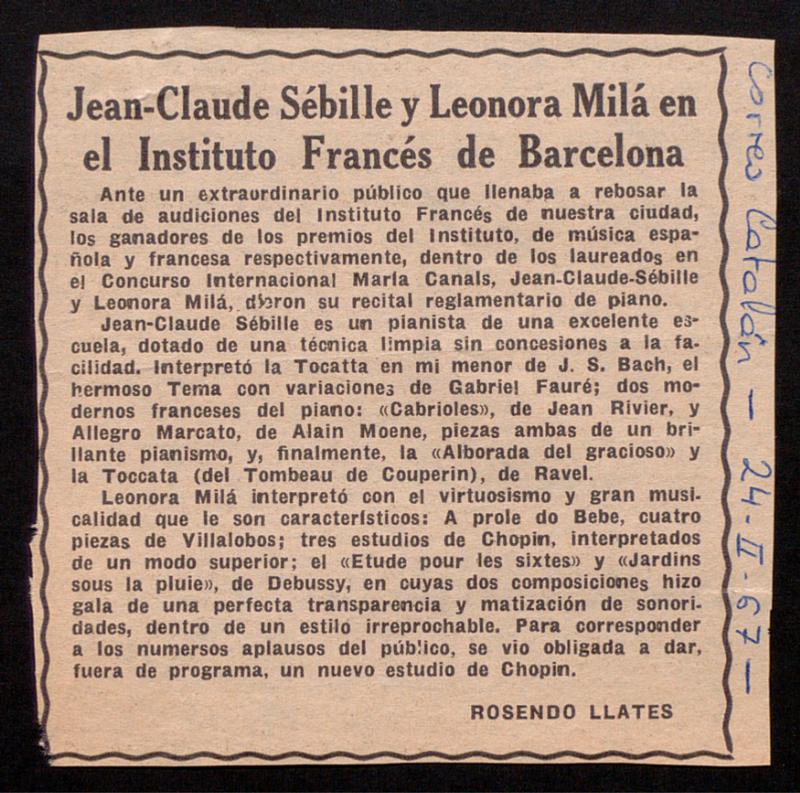 Jean-Claude Sébille y Leonora Milá en
el Instituto Francés de Barcelona
Ante un extraordinario público que llenaba a rebosar la
sala de audiciones del Instituto Francés de nuestra ciudad,
los ganadores de los premios del Instituto, de música espa-
ñola y francesa respectivamente, dentro de los laureados en
el Concurso Internacional María Canals, Jean-Claude-Sébille
y Leonora Milá, dieron su recital reglamentario de piano.
Jean-Claude Sébille es un pianista de una excelente es-
cuela, dotado de una técnica limpia sin concesiones a la fa-
cilidad. Interpretó la Tocatta en mi menor de J. S. Bach, el
hermoso Tema con variaciones de Gabriel Fauré; dos mo-
dernos franceses del piano: «Cabrioles», de Jean Rivier, y
Allegro Marcato, de Alain Moene, piezas ambas de un bri-
llante pianismo, y, finalmente, la «Alborada del gracioso» y
la Toccata (del Tombeau de Couperin), de Ravel.
Leonora Milá interpretó con el virtuosismo y gran musi-
calidad que le son característicos: A prole do Bebe, cuatro
piezas de Villalobos; tres estudios de Chopin, interpretados
de un modo superior; el «Etude pour les sixtes» y «Jardins
sous la pluie», de Debussy, en cuyas dos composiciones hizo
gala de una perfecta transparencia y matización de sonori-
dades, dentro de un estilo irreprochable. Para corresponder
a los numersos aplausos del público, se vio obligada a dar,
fuera de programa, un nuevo estudio de Chopin.
ROSENDO LLATES
Correo Catalán — 24-II-67—